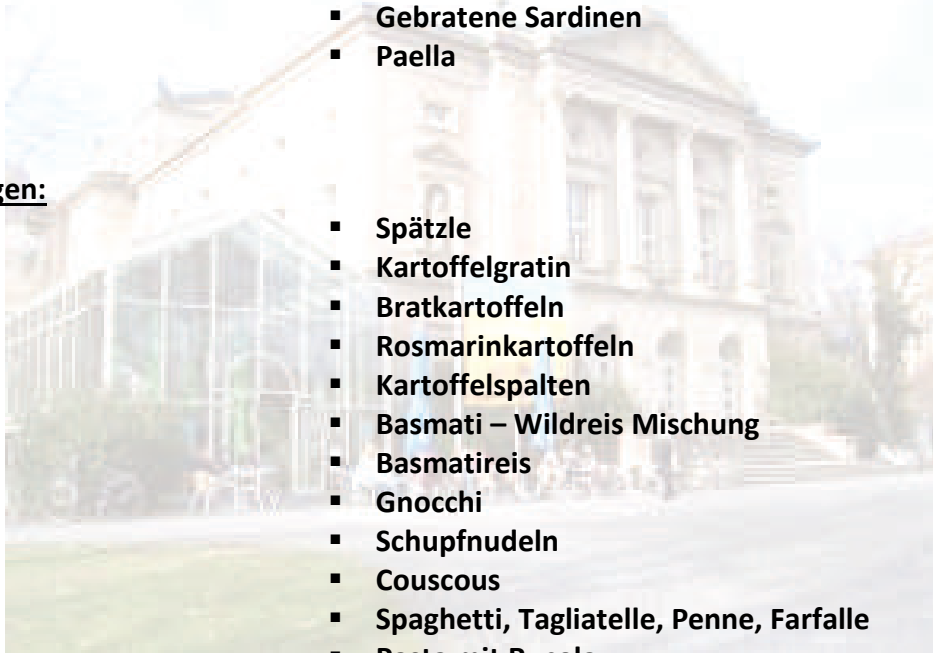 ▪ Gebratene Sardinen
▪ Paella
gen:
▪ Spätzle
▪ Kartoffelgratin
▪ Bratkartoffeln
▪ Rosmarinkartoffeln
▪ Kartoffelspalten
▪ Basmati – Wildreis Mischung
▪ Basmatireis
▪ Gnocchi
▪ Schupfnudeln
▪ Couscous
▪ Spaghetti, Tagliatelle, Penne, Farfalle